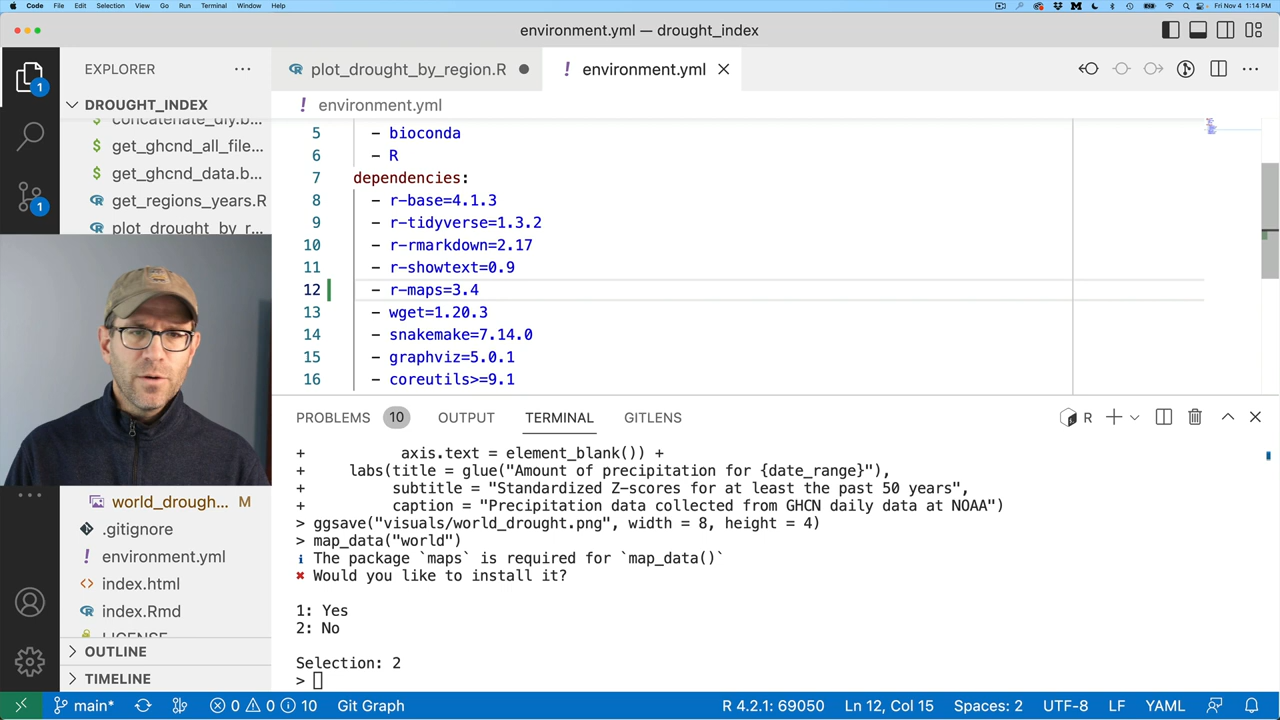 Code File Edit Selection View Go Run Terminal Window Help
Fri Nov 4 1:14 PM
environment.yml — drought_index
EXPLORER
plot_drought_by_region.R
! environment.yml
DROUGHT_INDEX
! environment.yml
concatenate_dly.b...
$ get_ghcnd_all_file...
$ get_ghcnd_data.b...
get_regions_years.R
plot_drought_by_r...
1
1
5 - bioconda
6 - R
7 dependencies:
8 - r-base=4.1.3
9 - r-tidyverse=1.3.2
10 - r-rmarkdown=2.17
11 - r-showtext=0.9
12 - r-maps=3.4
13 - wget=1.20.3
14 - snakemake=7.14.0
15 - graphviz=5.0.1
16 - coreutils>=9.1
PROBLEMS 10 OUTPUT TERMINAL GITLENS
R
+ axis.text = element_blank()) +
+ labs(title = glue("Amount of precipitation for {date_range}"),
+ subtitle = "Standardized Z-scores for at least the past 50 years",
+ caption = "Precipitation data collected from GHCN daily data at NOAA")
> ggsave("visuals/world_drought.png", width = 8, height = 4)
> map_data("world")
i The package `maps` is required for `map_data()`
✖ Would you like to install it?
1: Yes
2: No
Selection: 2
>
world_drough... M
.gitignore
! environment.yml
<> index.html
index.Rmd
LICENSE
OUTLINE
TIMELINE
main* 0 0 10 Git Graph
R 4.2.1: 69050 Ln 12, Col 15 Spaces: 2 UTF-8 LF YAML